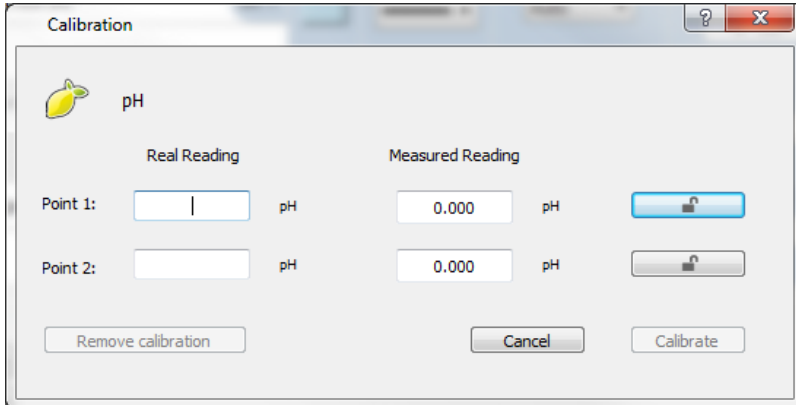 Calibration
?
X
pH
Real Reading
Measured Reading
Point 1:
pH
0.000
pH
Point 2:
pH
0.000
pH
Remove calibration
Cancel
Calibrate